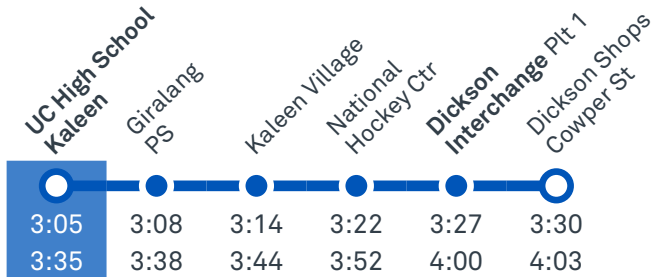 UC High School
Kaleen
Giralang
PS
Kaleen Village
National
Hockey Ctr
Dickson
Interchange Plt 1
Dickson Shops
Cowper St
3:05 3:08 3:14 3:22 3:27 3:30
3:35 3:38 3:44 3:52 4:00 4:03